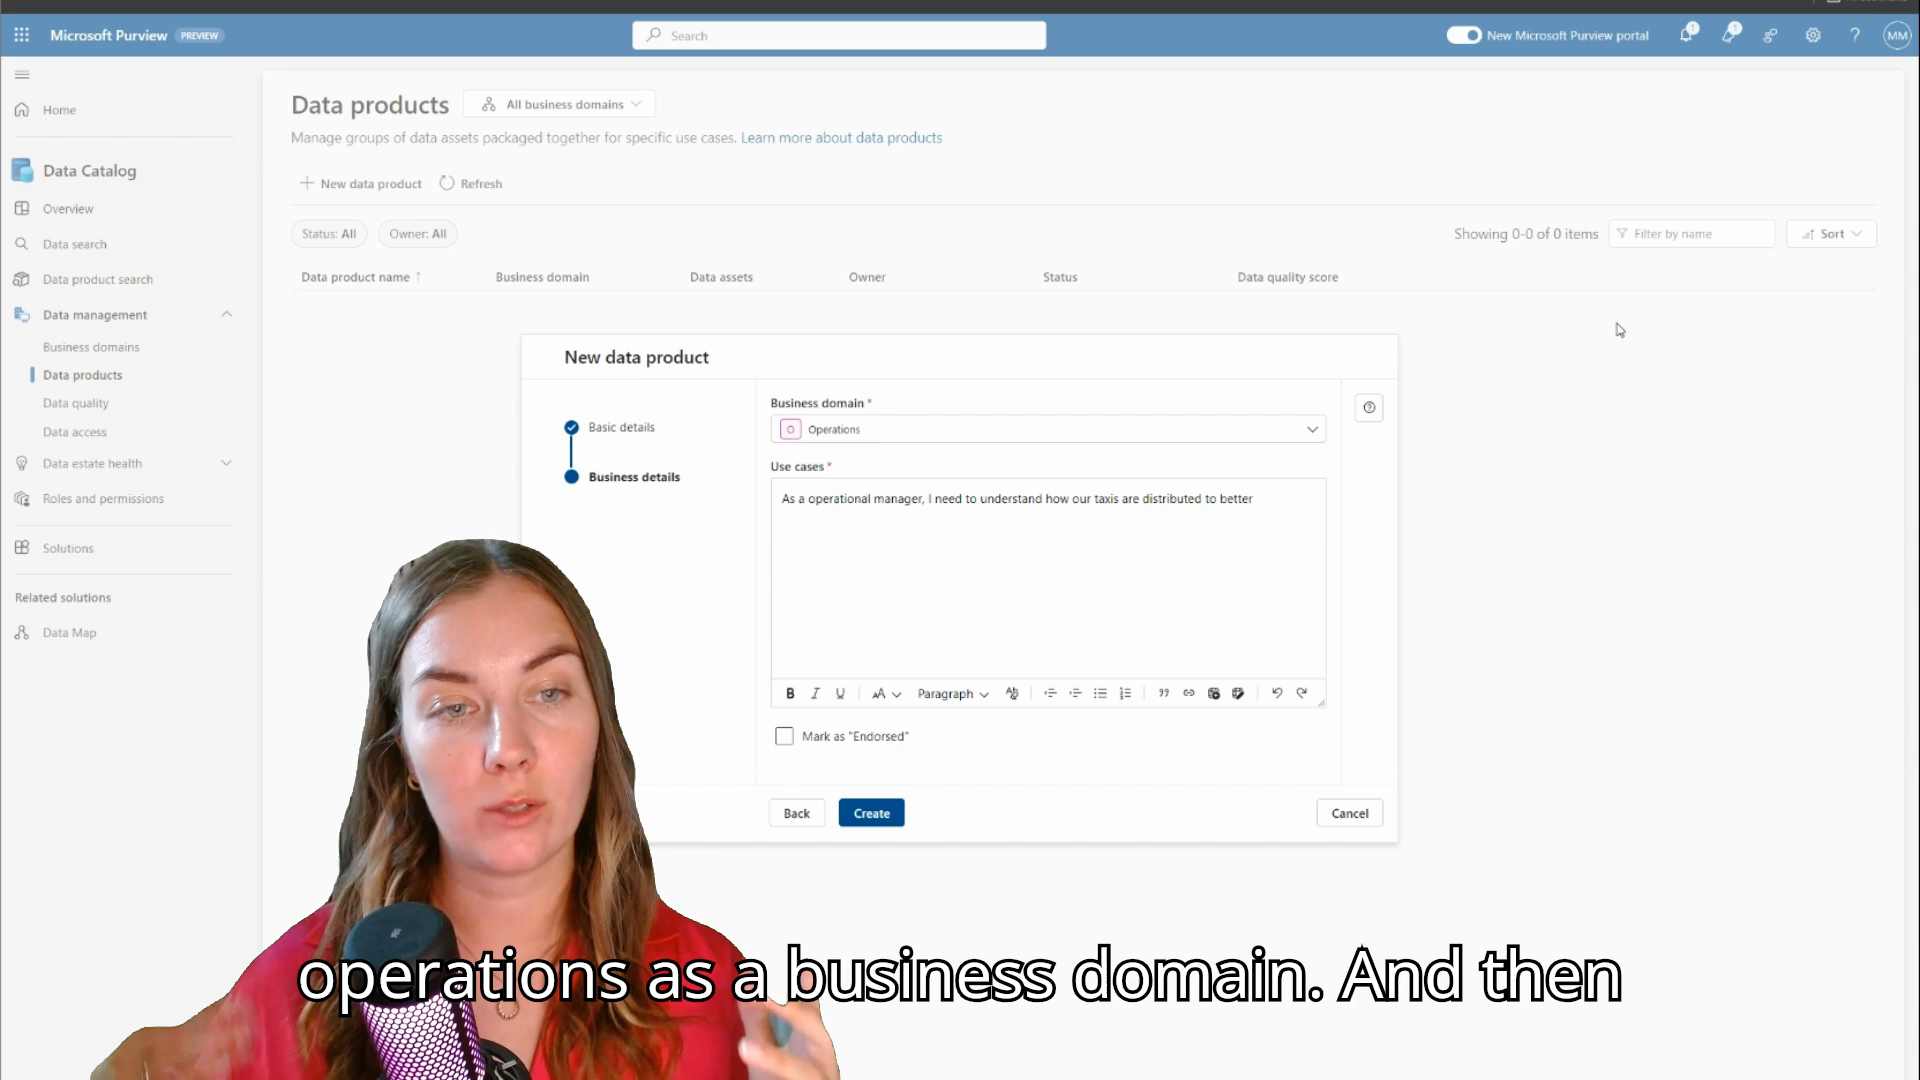 Microsoft Purview PREVIEW
Search
New Microsoft Purview portal
MM
Home
Data Catalog
Overview
Data search
Data product search
Data management
Business domains
Data products
Data quality
Data access
Data estate health
Roles and permissions
Solutions
Related solutions
Data Map
Data products
All business domains
Manage groups of data assets packaged together for specific use cases. Learn more about data products
New data product
Refresh
Status: All
Owner: All
Showing 0-0 of 0 items
Filter by name
Sort
Data product name ↑
Business domain
Data assets
Owner
Status
Data quality score
New data product
Basic details
Business details
Business domain *
O Operations
Use cases *
As a operational manager, I need to understand how our taxis are distributed to better
B I U AA Paragraph
Mark as "Endorsed"
Back
Create
Cancel
operations as a business domain. And then